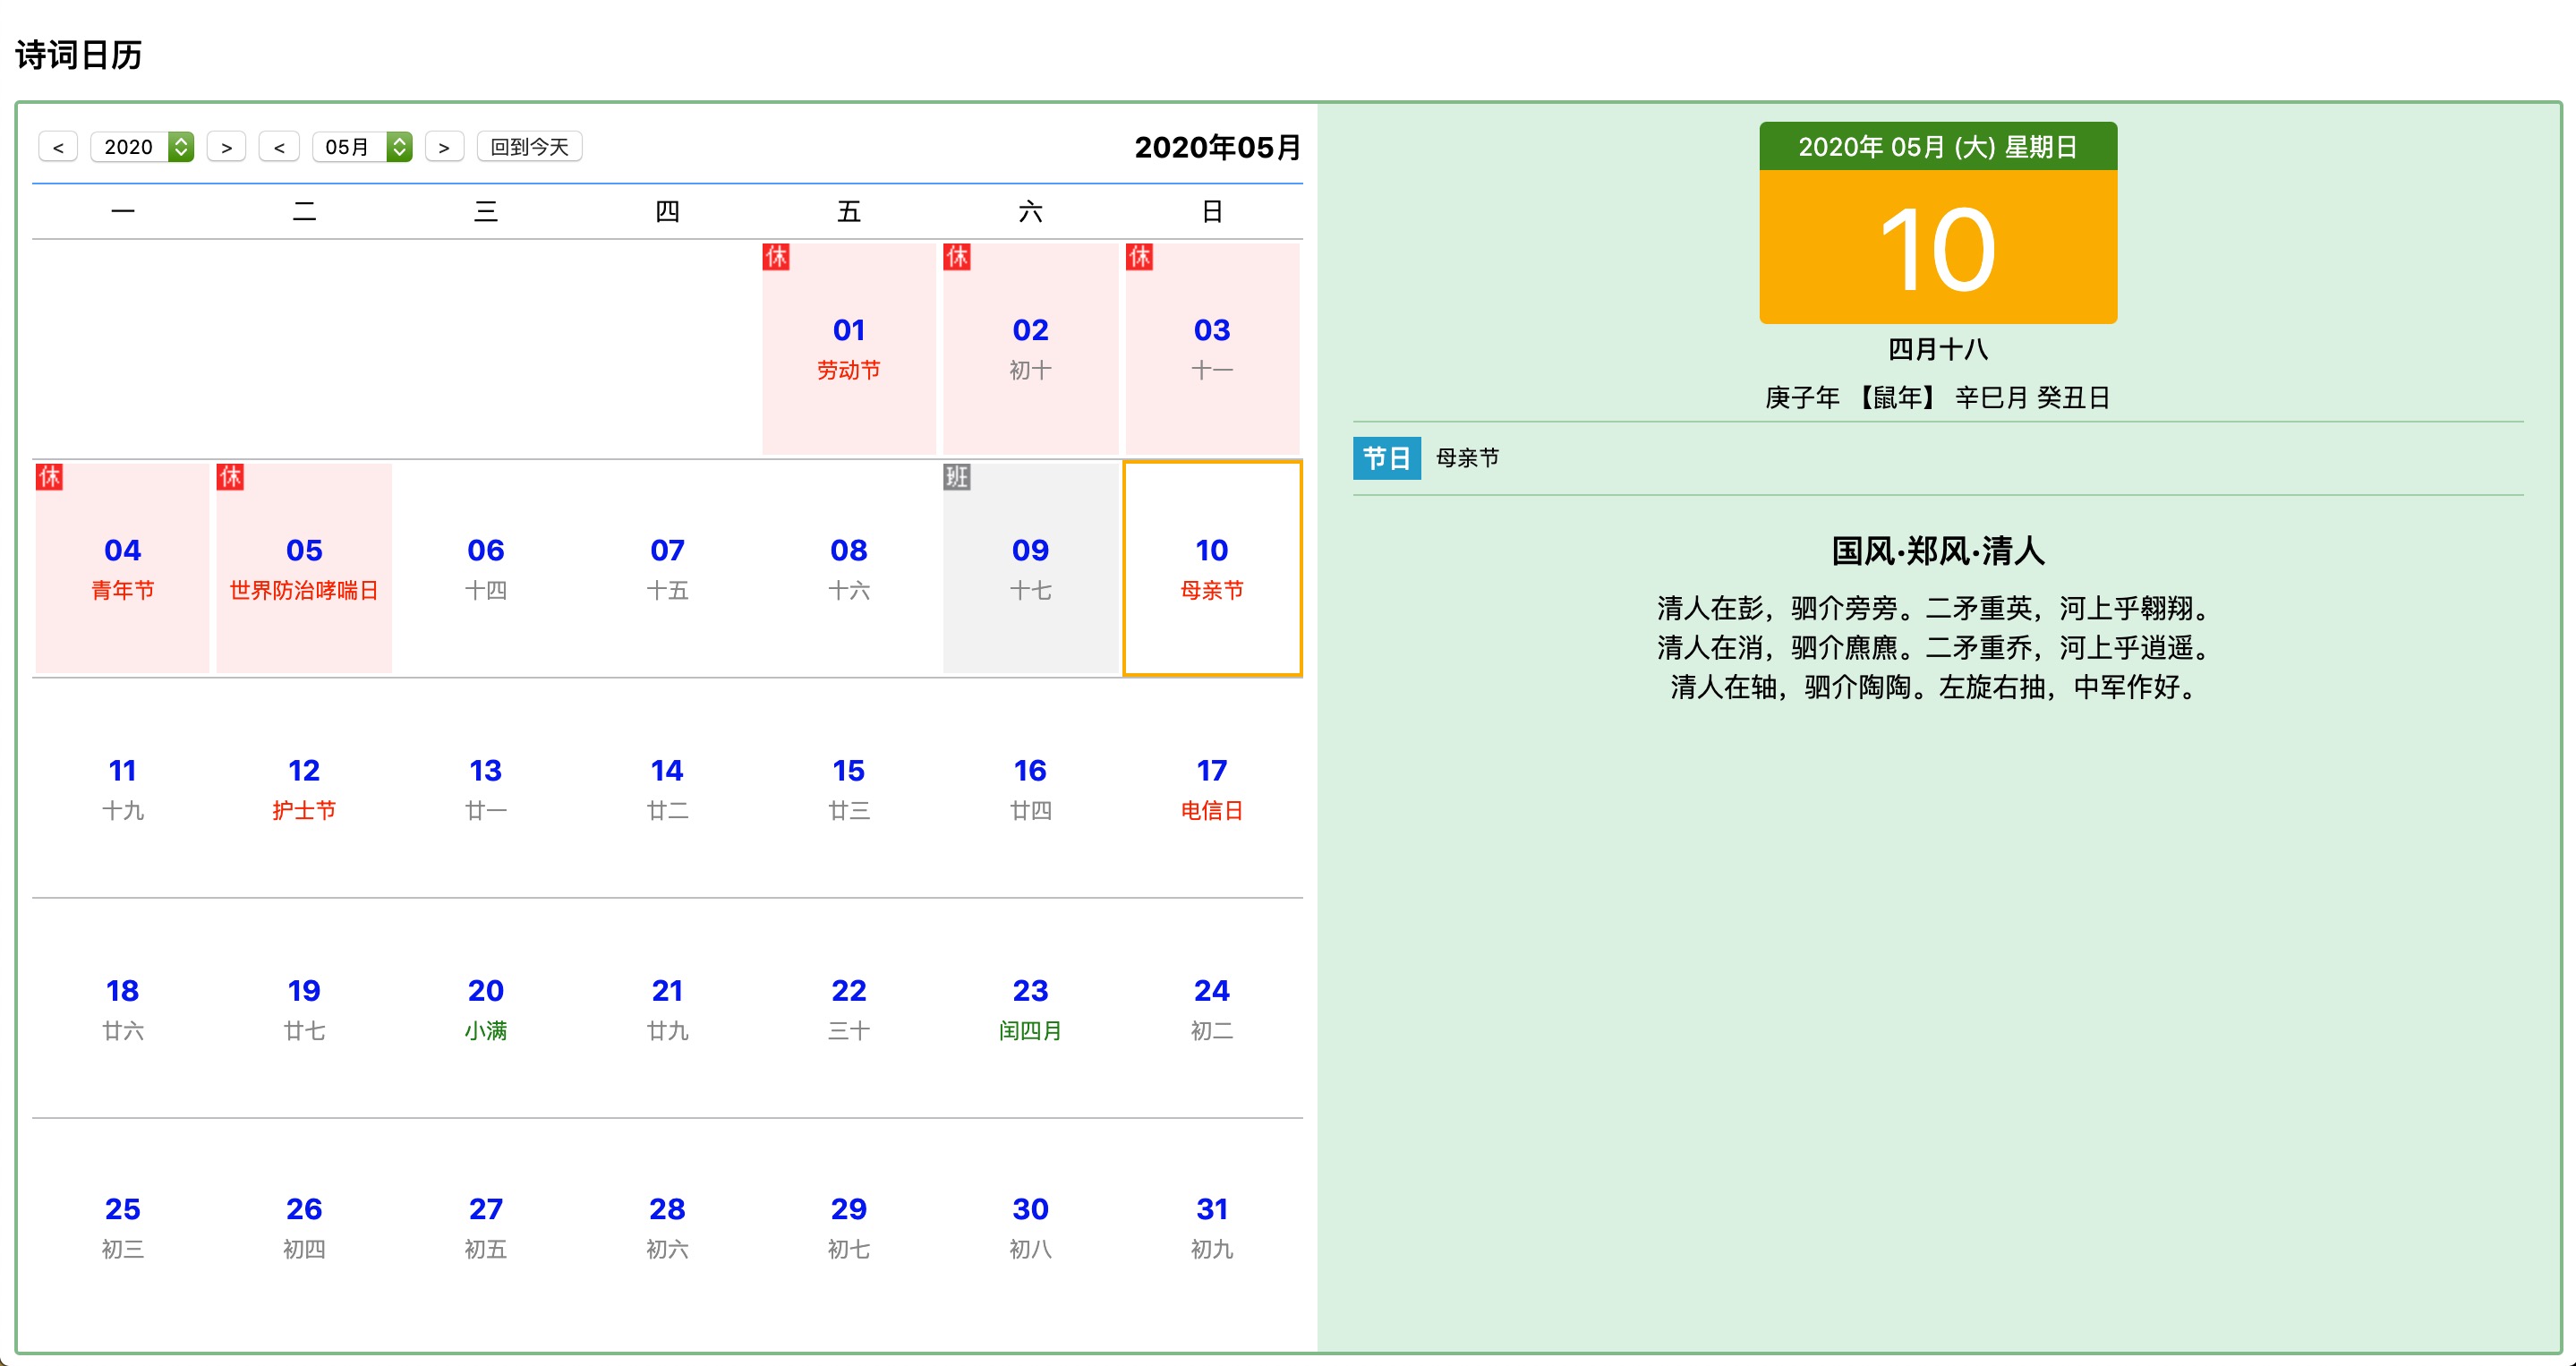 诗词日历
< 2020 > < 05月 > 回到今天 2020年05月
一 二 三 四 五 六 日
休 休 休
01 02 03
劳动节 初十 十一
休 休 班
04 05 06 07 08 09 10
青年节 世界防治哮喘日 十四 十五 十六 十七 母亲节
11 12 13 14 15 16 17
十九 护士节 廿一 廿二 廿三 廿四 电信日
18 19 20 21 22 23 24
廿六 廿七 小满 廿九 三十 闰四月 初二
25 26 27 28 29 30 31
初三 初四 初五 初六 初七 初八 初九
2020年 05月 (大) 星期日
10
四月十八
庚子年 【鼠年】 辛巳月 癸丑日
节日 母亲节
国风·郑风·清人
清人在彭，驷介旁旁。二矛重英，河上乎翱翔。
清人在消，驷介麃麃。二矛重乔，河上乎逍遥。
清人在轴，驷介陶陶。左旋右抽，中军作好。